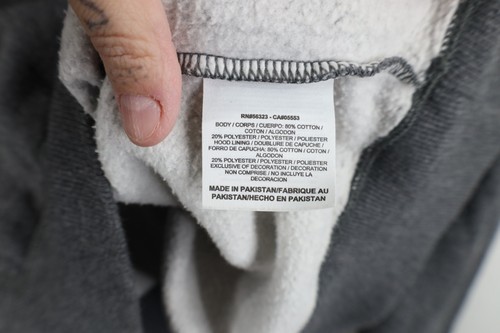 RN#56323 - CA#05553
BODY / CORPS / CUERPO: 80% COTTON /
COTON / ALGODON
20% POLYESTER / POLYESTER / POLIESTER
HOOD LINING / DOUBLURE DE CAPUCHE /
FORRO DE CAPUCHA: 80% COTTON / COTON /
ALGODON
20% POLYESTER / POLYESTER / POLIESTER
EXCLUSIVE OF DECORATION / DECORATION
NON COMPRISE / NO INCLUYE LA
DECORACION
MADE IN PAKISTAN/FABRIQUE AU
PAKISTAN/HECHO EN PAKISTAN